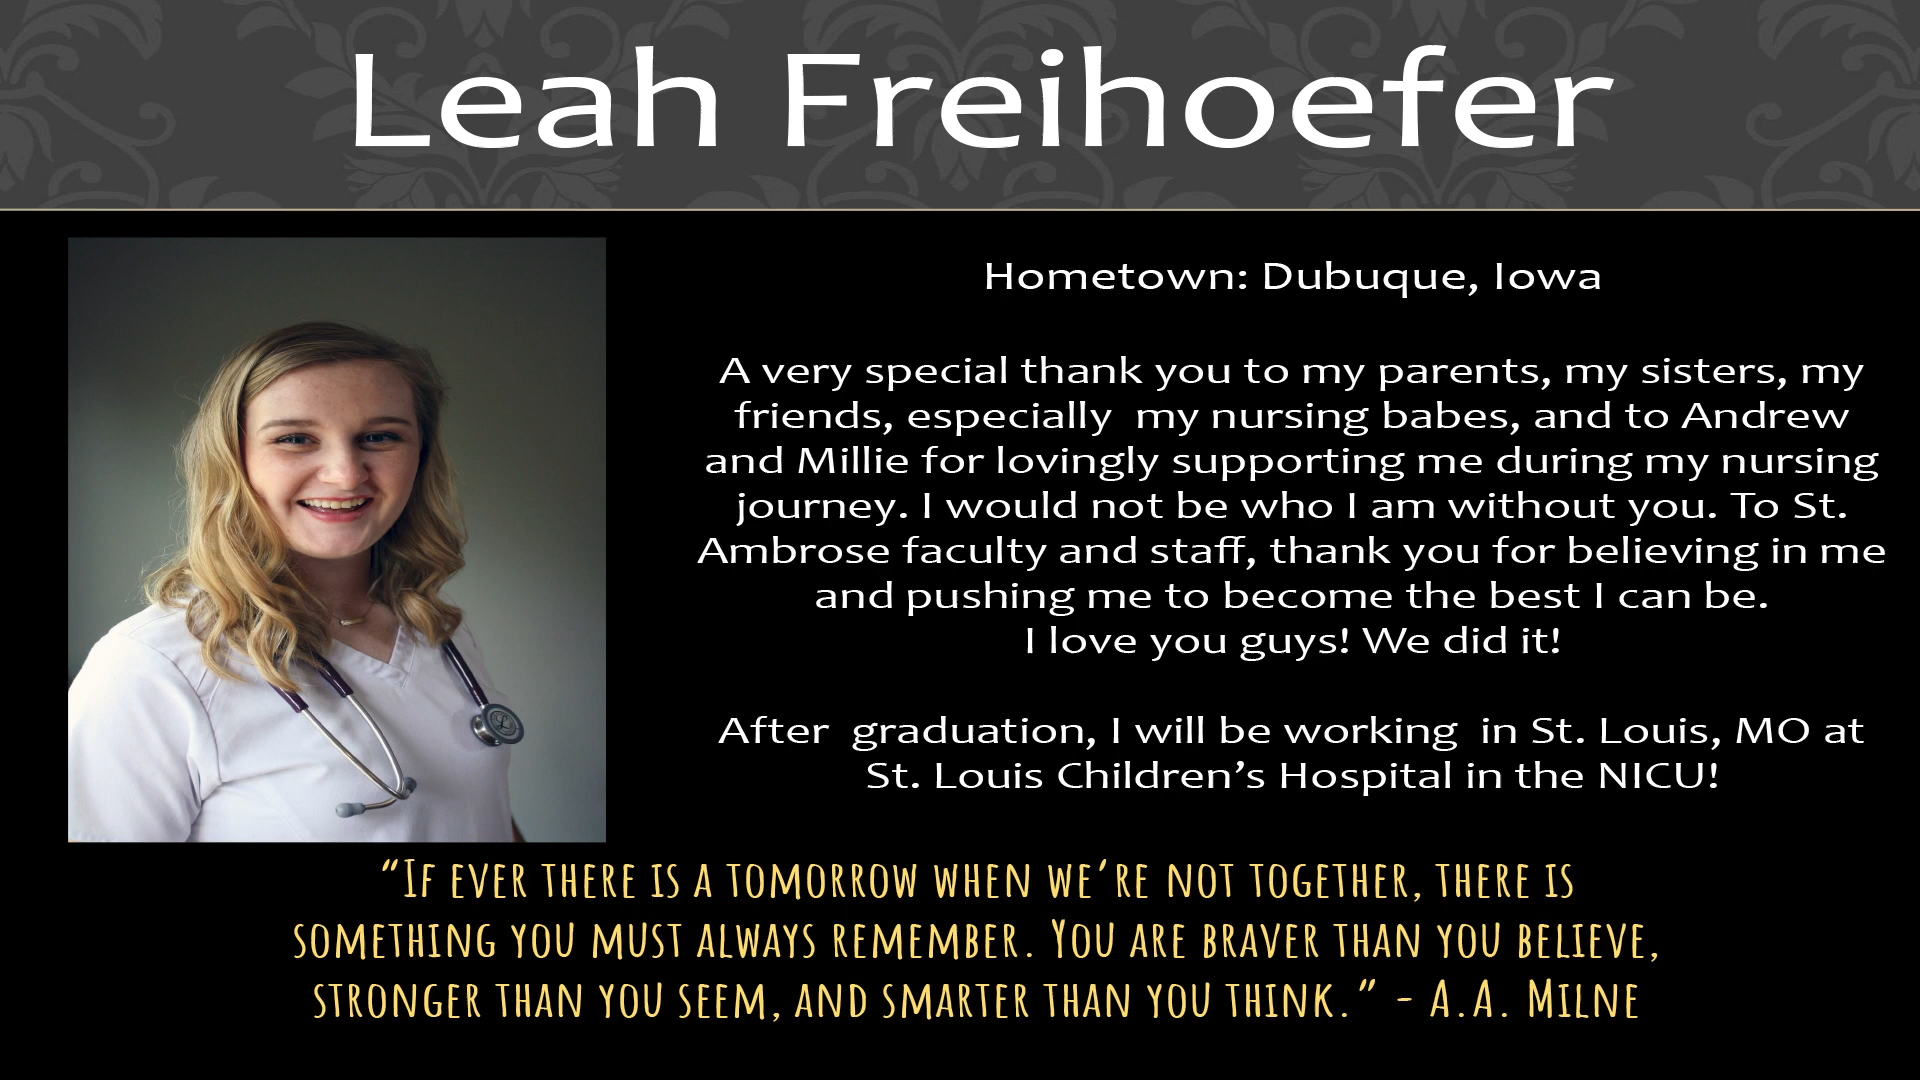 Leah Freihoefer
Hometown: Dubuque, Iowa
A very special thank you to my parents, my sisters, my
friends, especially  my nursing babes, and to Andrew
and Millie for lovingly supporting me during my nursing
journey. I would not be who I am without you. To St.
Ambrose faculty and staff, thank you for believing in me
and pushing me to become the best I can be.
I love you guys! We did it!
After  graduation, I will be working  in St. Louis, MO at
St. Louis Children’s Hospital in the NICU!
“If ever there is a tomorrow when we’re not together, there is
something you must always remember. You are braver than you believe,
stronger than you seem, and smarter than you think.” - A.A. Milne